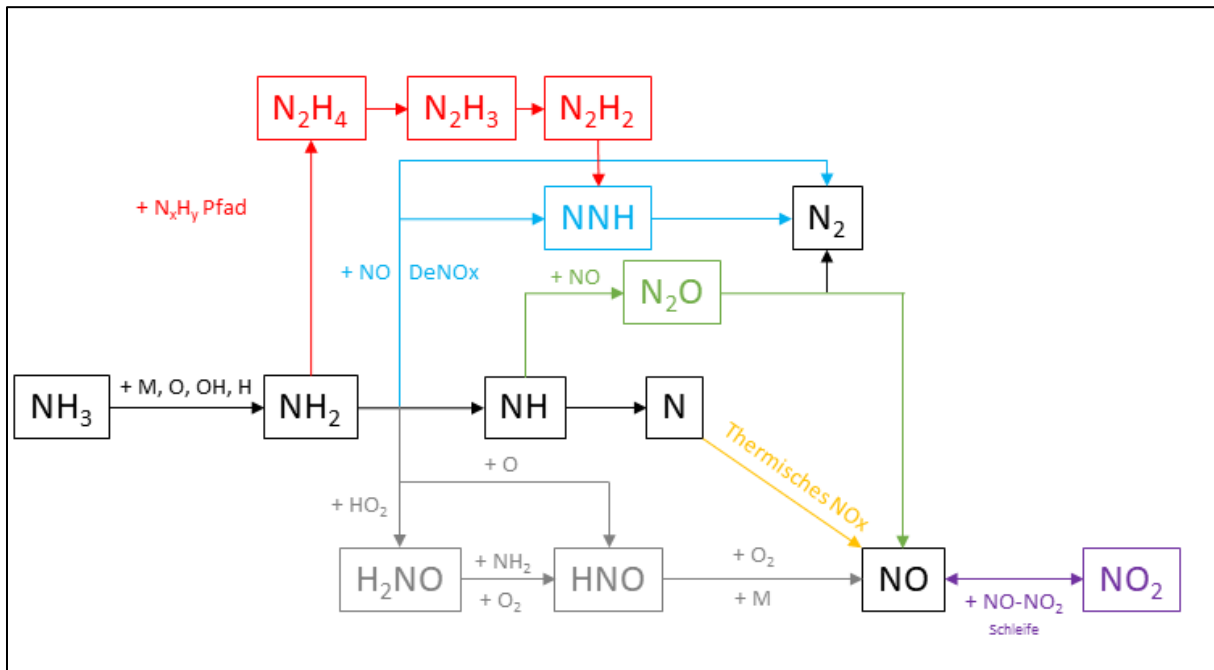 N₂H₄
N₂H₃
N₂H₂
+ NₓHᵧ Pfad
NNH
N₂
+ NO
DeNOx
+ NO
N₂O
NH₃
+ M, O, OH, H
NH₂
NH
N
Thermisches NOx
+ O
+ HO₂
H₂NO
+ NH₂
+ O₂
HNO
+ O₂
+ M
NO
+ NO-NO₂
Schleife
NO₂